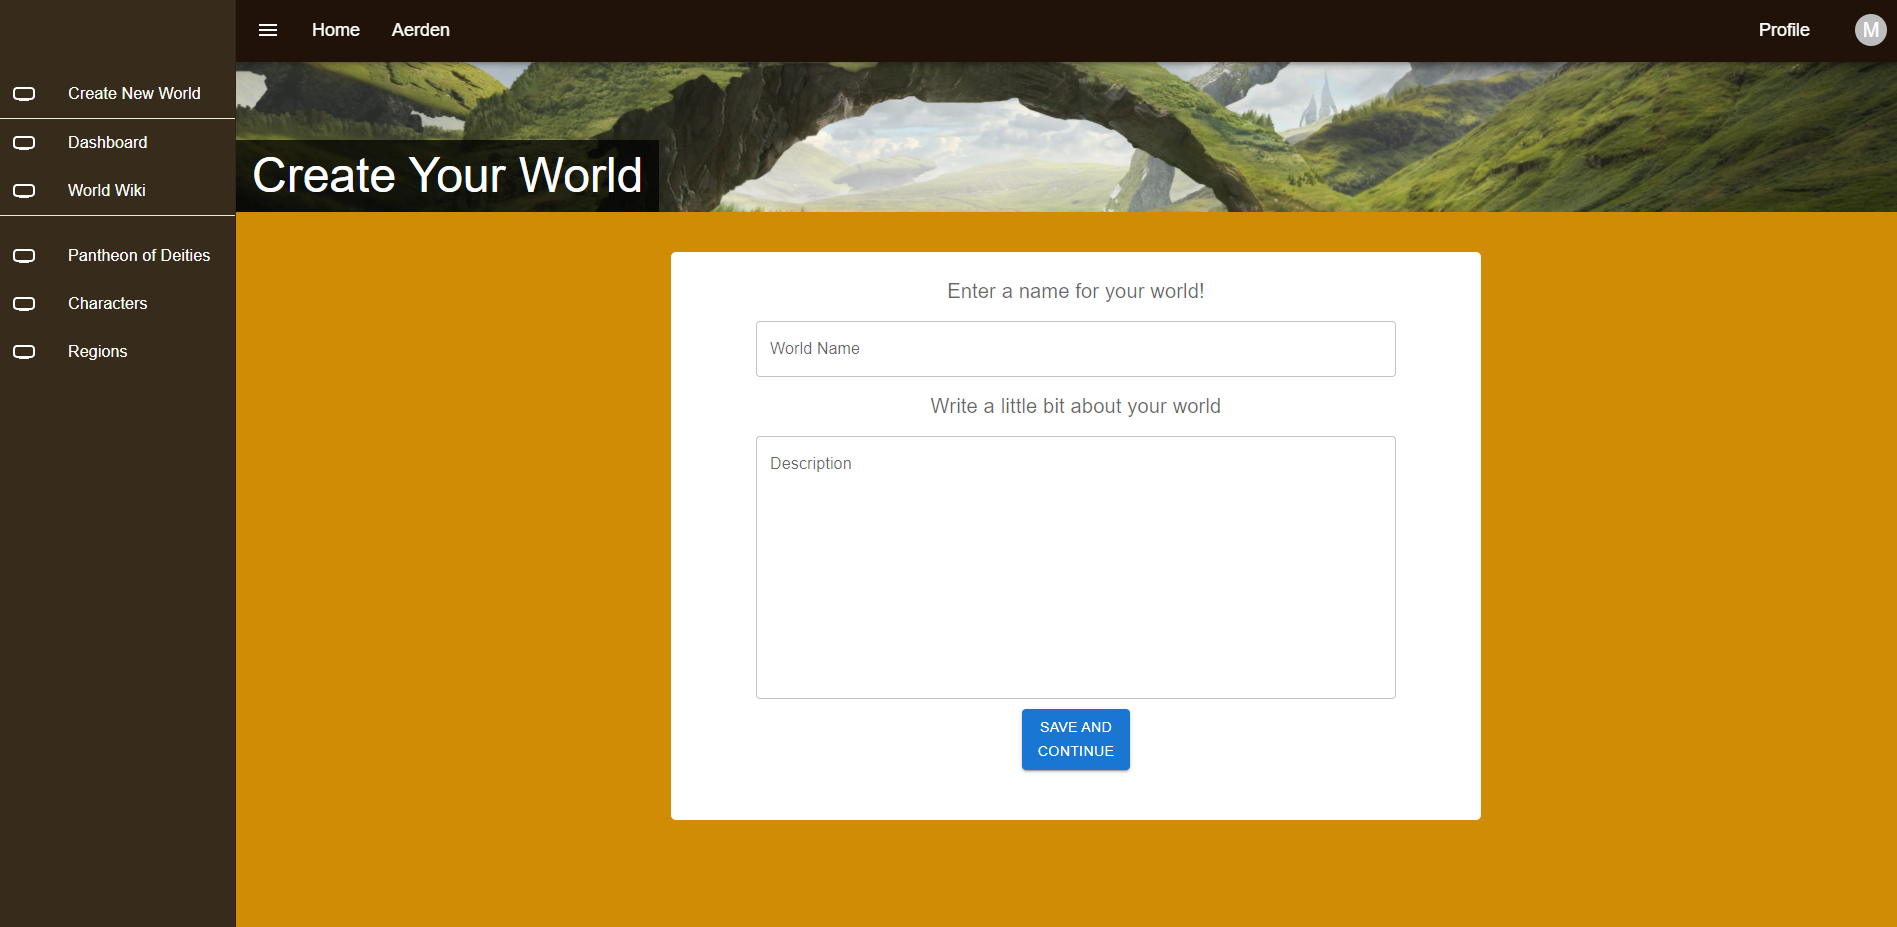 Home
Aerden
Profile
M
Create New World
Dashboard
World Wiki
Pantheon of Deities
Characters
Regions
Create Your World
Enter a name for your world!
World Name
Write a little bit about your world
Description
SAVE AND
CONTINUE